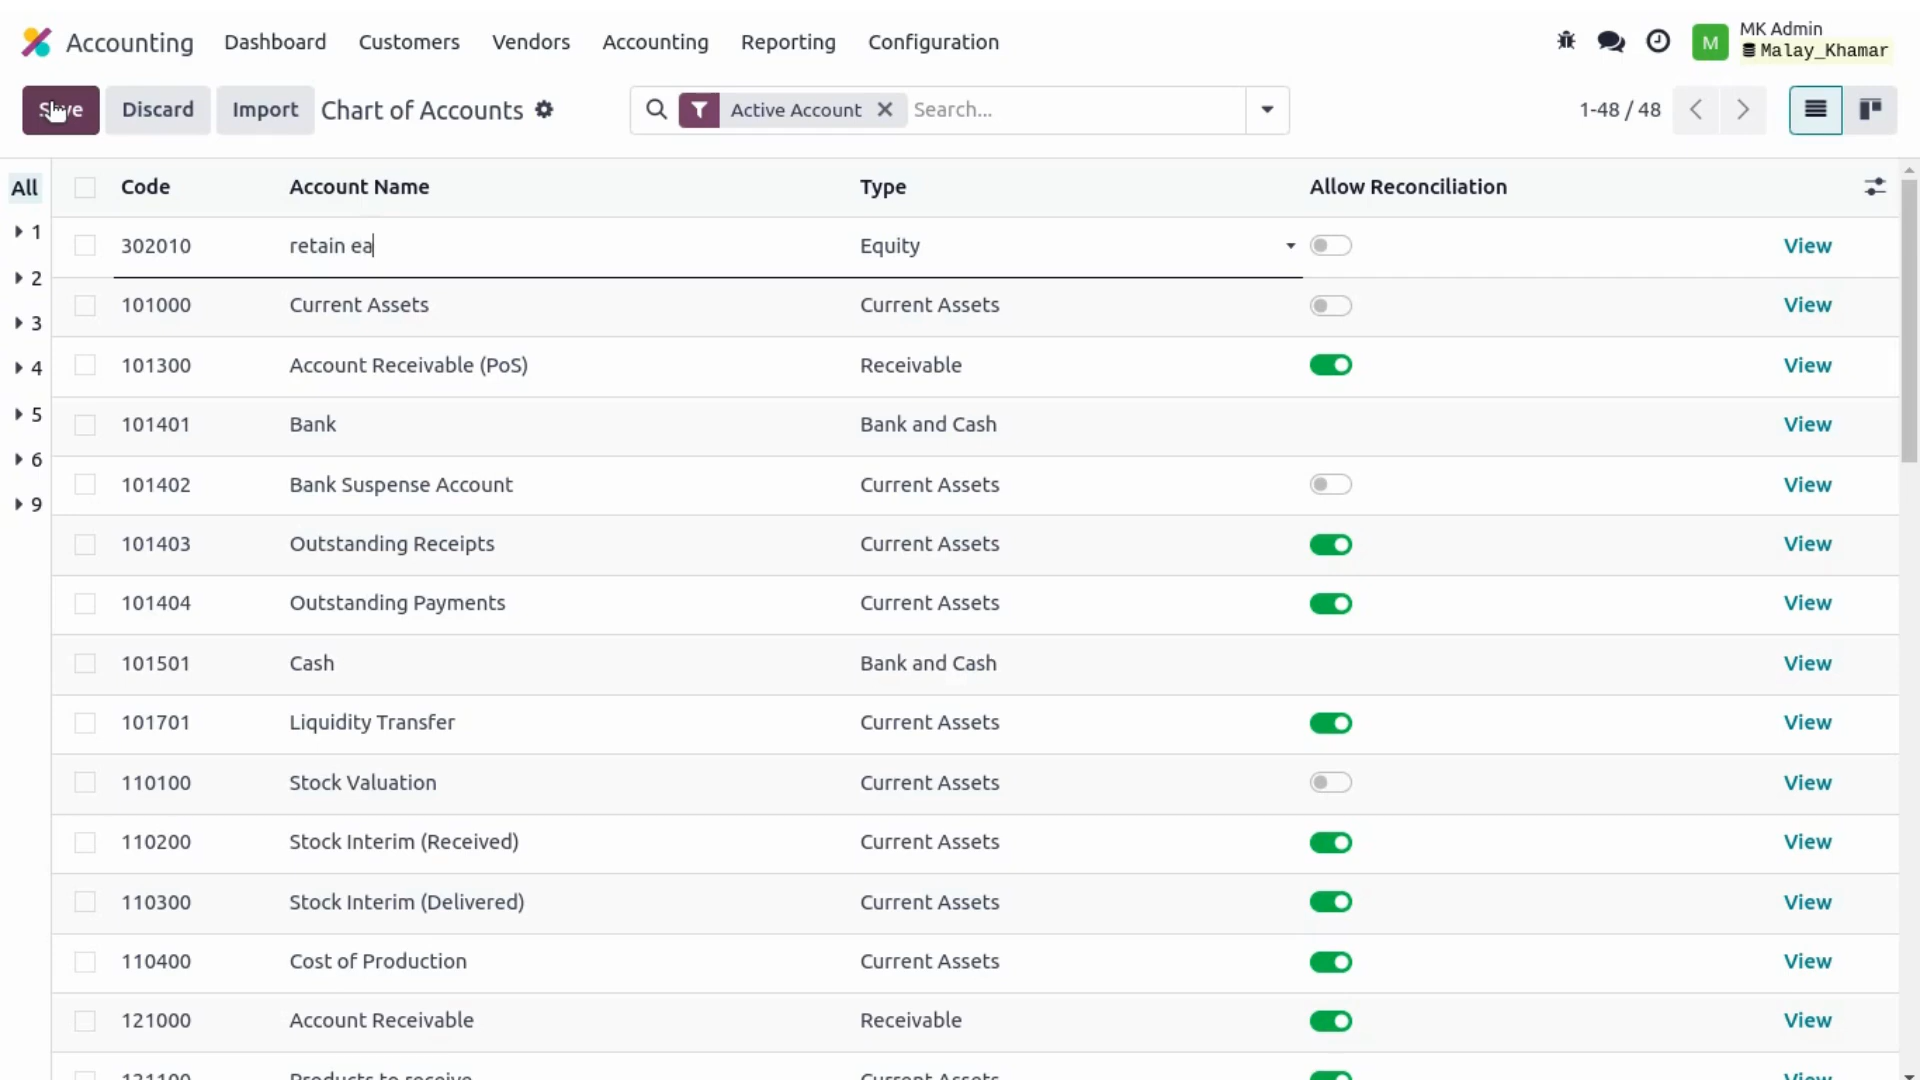 Accounting Dashboard Customers Vendors Accounting Reporting Configuration M MK Admin
Malay_Khamar
Discard Import Chart of Accounts Active Account Search... 1-48 / 48
All Code Account Name Type Allow Reconciliation
302010 retain ea Equity View
1
2 101000 Current Assets Current Assets View
3
4 101300 Account Receivable (PoS) Receivable View
5 101401 Bank Bank and Cash View
6
101402 Bank Suspense Account Current Assets View
9
101403 Outstanding Receipts Current Assets View
101404 Outstanding Payments Current Assets View
101501 Cash Bank and Cash View
101701 Liquidity Transfer Current Assets View
110100 Stock Valuation Current Assets View
110200 Stock Interim (Received) Current Assets View
110300 Stock Interim (Delivered) Current Assets View
110400 Cost of Production Current Assets View
121000 Account Receivable Receivable View
Products to receive Current Assets View